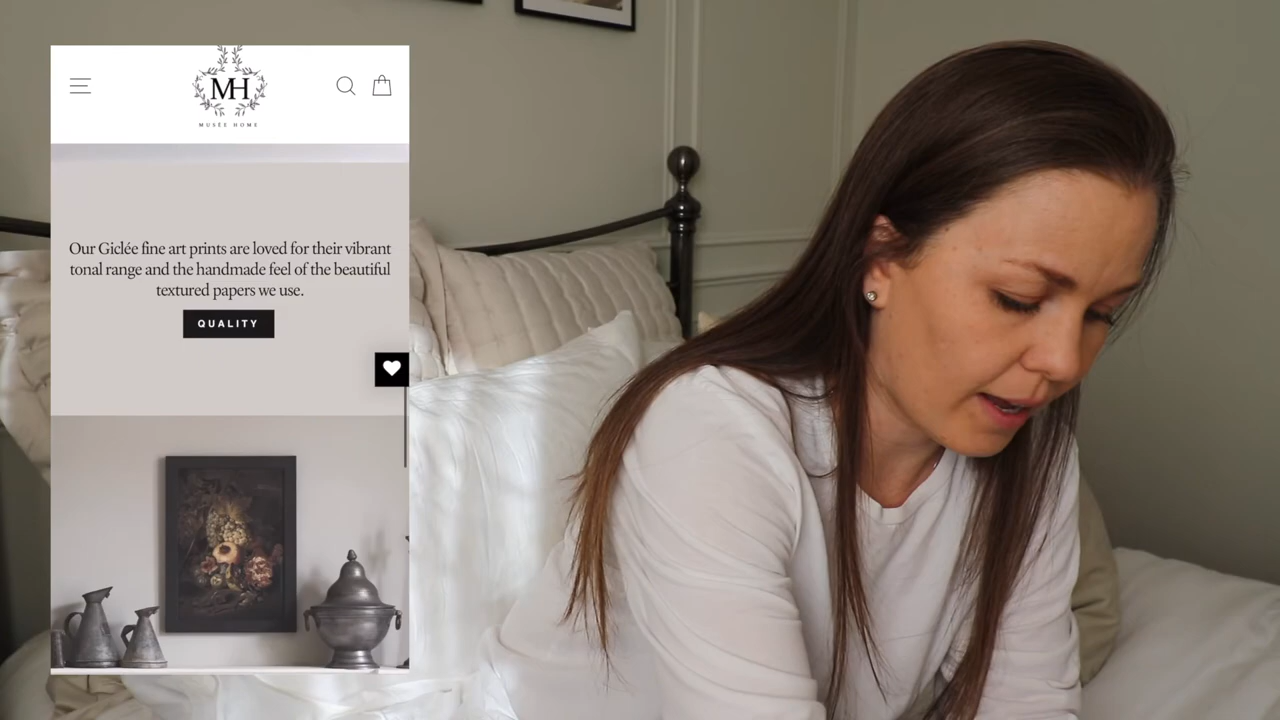 MH
MUSÉE HOME
Our Giclée fine art prints are loved for their vibrant
tonal range and the handmade feel of the beautiful
textured papers we use.
QUALITY